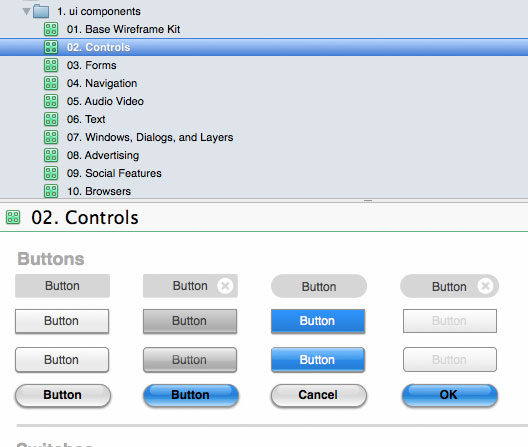 1. ui components
01. Base Wireframe Kit
02. Controls
03. Forms
04. Navigation
05. Audio Video
06. Text
07. Windows, Dialogs, and Layers
08. Advertising
09. Social Features
10. Browsers
02. Controls
Buttons
Button Button Button Button
Button Button Button Button
Button Button Button Button
Button Button Cancel OK
Switches